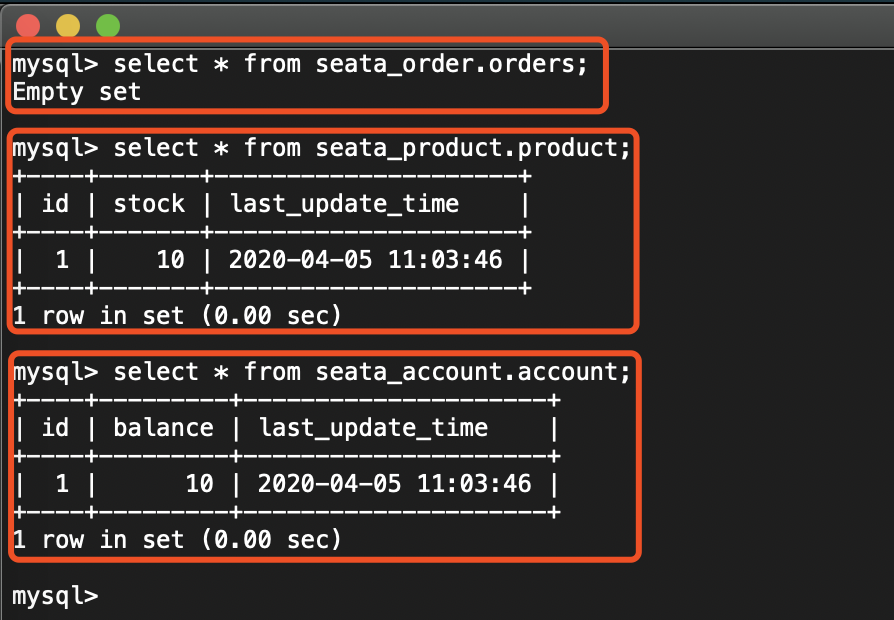 mysql> select * from seata_order.orders;
Empty set
mysql> select * from seata_product.product;
+----+-------+---------------------+
| id | stock | last_update_time    |
+----+-------+---------------------+
|  1 |    10 | 2020-04-05 11:03:46 |
+----+-------+---------------------+
1 row in set (0.00 sec)
mysql> select * from seata_account.account;
+----+---------+---------------------+
| id | balance | last_update_time    |
+----+---------+---------------------+
|  1 |      10 | 2020-04-05 11:03:46 |
+----+---------+---------------------+
1 row in set (0.00 sec)
mysql>